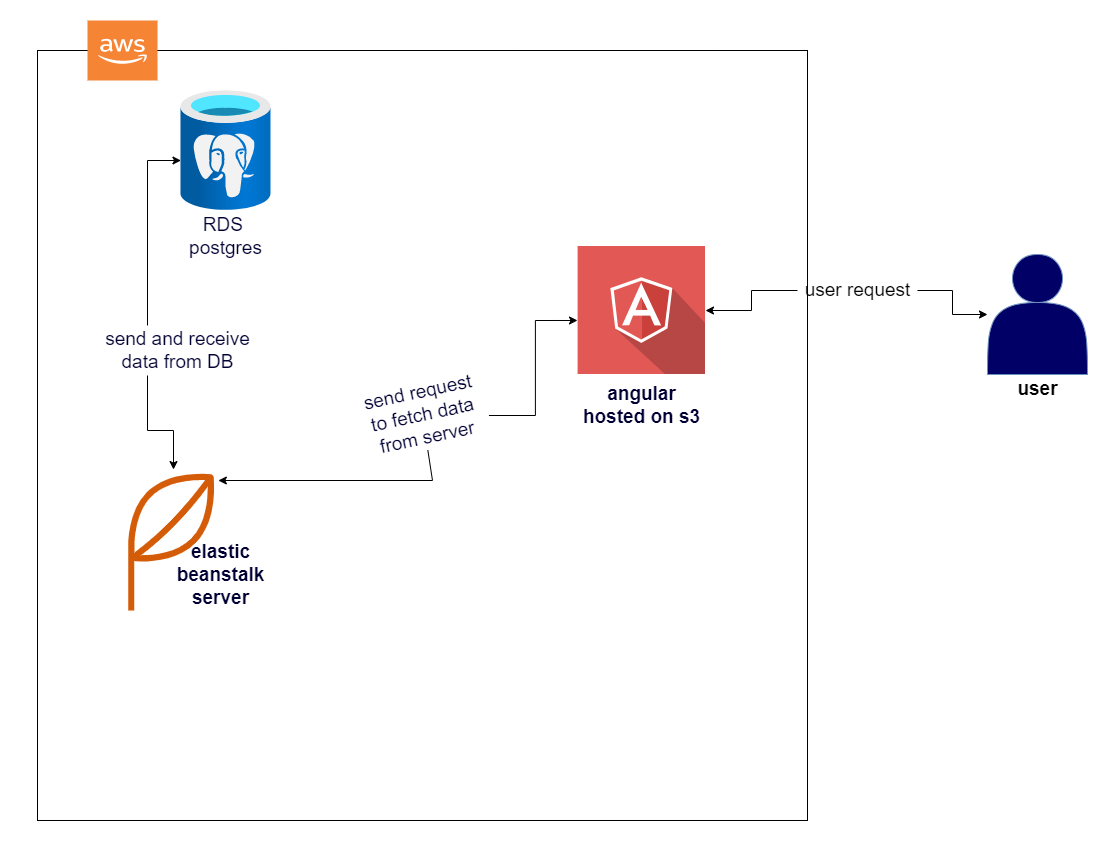 aws
RDS
postgres
send and receive
data from DB
elastic
beanstalk
server
send request
to fetch data
from server
A
angular
hosted on s3
user request
user